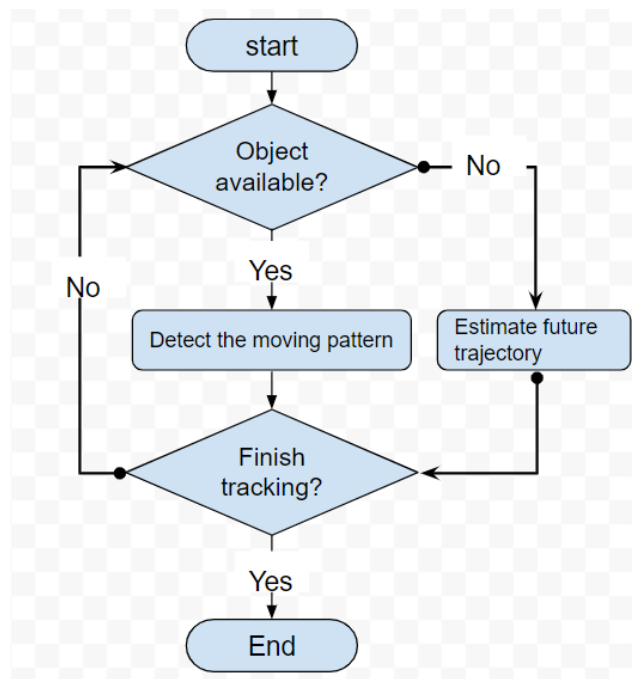 start
Object
available?
No
Yes
No
Detect the moving pattern
Estimate future
trajectory
Finish
tracking?
Yes
End